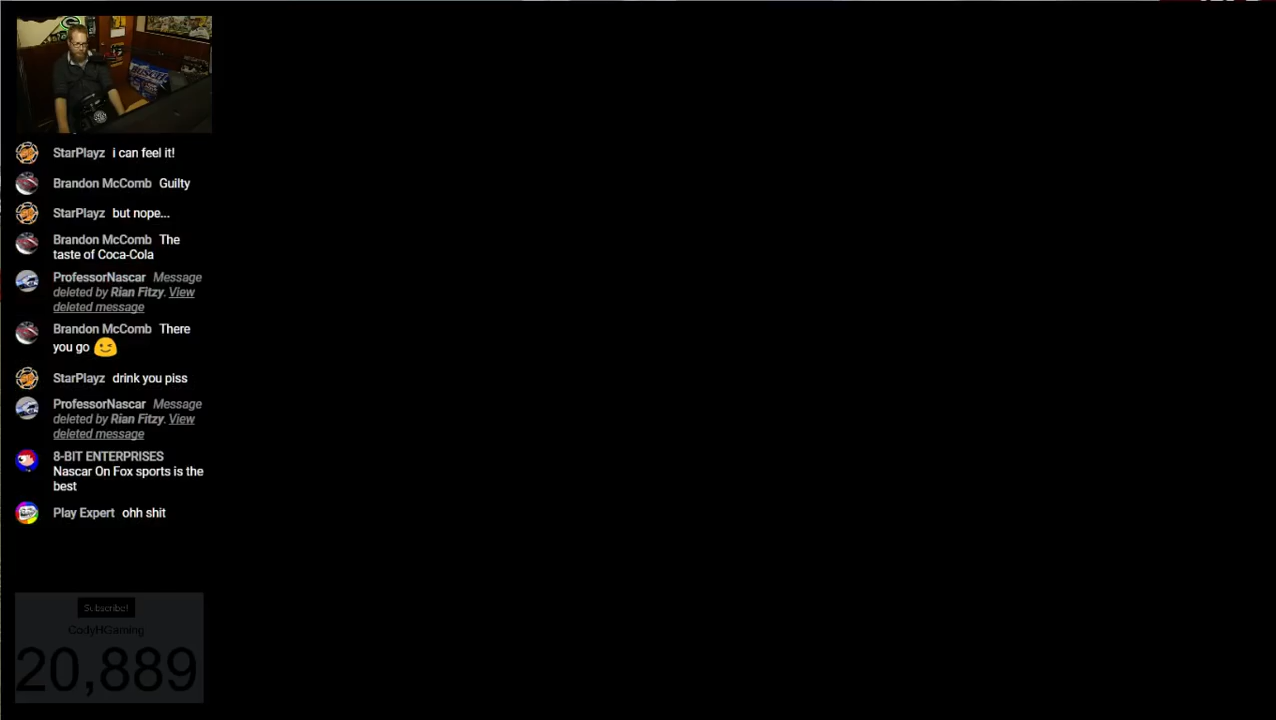 StarPlayz i can feel it!
Brandon McComb Guilty
StarPlayz but nope...
Brandon McComb The
taste of Coca-Cola
ProfessorNascar Message
deleted by Rian Fitzy. View
deleted message
Brandon McComb There
you go
StarPlayz drink you piss
ProfessorNascar Message
deleted by Rian Fitzy. View
deleted message
8-BIT ENTERPRISES
Nascar On Fox sports is the
best
Play Expert ohh shit
Subscribe!
CodyHGaming
20,889